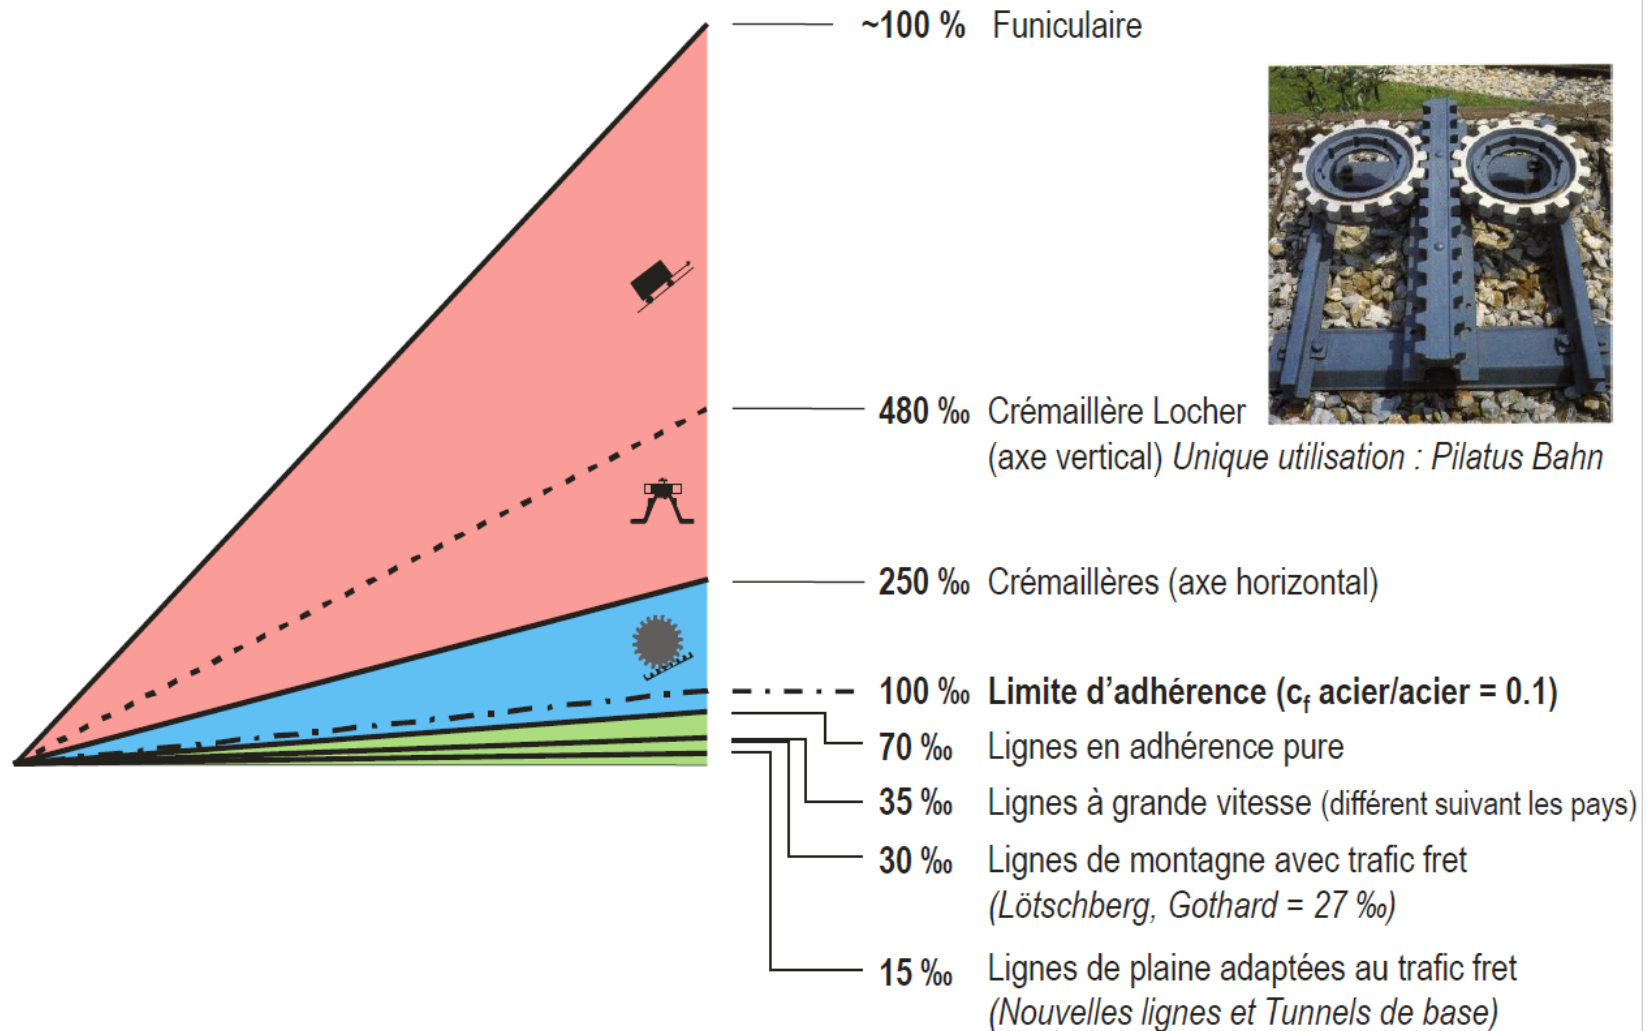 ~100 % Funiculaire
480 ‰ Crémaillère Locher
(axe vertical) Unique utilisation : Pilatus Bahn
250 ‰ Crémaillères (axe horizontal)
100 ‰ Limite d'adhérence (cf acier/acier = 0.1)
70 ‰ Lignes en adhérence pure
35 ‰ Lignes à grande vitesse (différent suivant les pays)
30 ‰ Lignes de montagne avec trafic fret
(Lötschberg, Gothard = 27 ‰)
15 ‰ Lignes de plaine adaptées au trafic fret
(Nouvelles lignes et Tunnels de base)